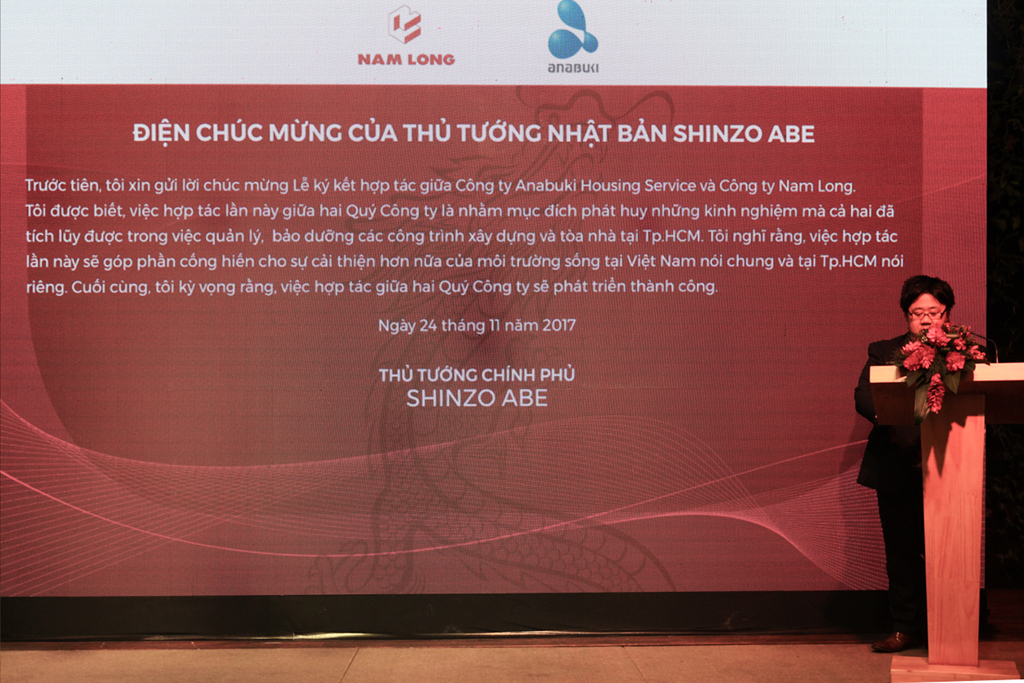 NAM LONG
anabuki
ĐIỆN CHÚC MỪNG CỦA THỦ TƯỚNG NHẬT BẢN SHINZO ABE
Trước tiên, tôi xin gửi lời chúc mừng Lễ ký kết hợp tác giữa Công ty Anabuki Housing Service và Công ty Nam Long.
Tôi được biết, việc hợp tác lần này giữa hai Quý Công ty là nhằm mục đích phát huy những kinh nghiệm mà cả hai đã
tích lũy được trong việc quản lý, bảo dưỡng các công trình xây dựng và tòa nhà tại Tp.HCM. Tôi nghĩ rằng, việc hợp tác
lần này sẽ góp phần cống hiến cho sự cải thiện hơn nữa của môi trường sống tại Việt Nam nói chung và tại Tp.HCM nói
riêng. Cuối cùng, tôi kỳ vọng rằng, việc hợp tác giữa hai Quý Công ty sẽ phát triển thành công.
Ngày 24 tháng 11 năm 2017
THỦ TƯỚNG CHÍNH PHỦ
SHINZO ABE